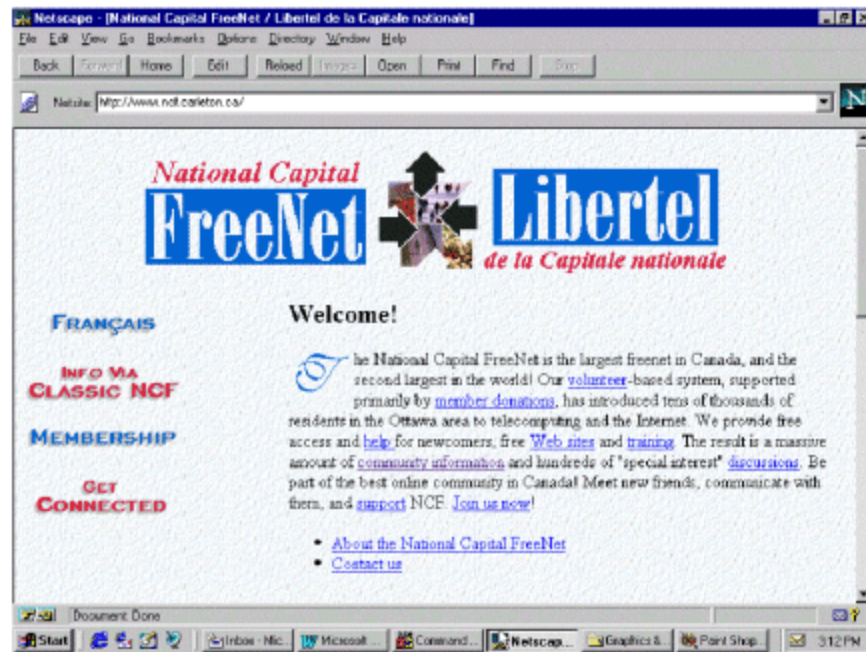 Netscape - [National Capital FreeNet / Libertel de la Capitale nationale]
File Edit View Go Bookmarks Options Directory Window Help
Back Forward Home Edit Reload Images Open Print Find Stop
Netsite: http://www.ncf.carleton.ca/
N
National Capital
FreeNet
Libertel
de la Capitale nationale
FRANÇAIS
INFO VIA
CLASSIC NCF
MEMBERSHIP
GET
CONNECTED
Welcome!
The National Capital FreeNet is the largest freenet in Canada, and the
second largest in the world! Our volunteer-based system, supported
primarily by member donations, has introduced tens of thousands of
residents in the Ottawa area to telecomputing and the Internet. We provide free
access and help for newcomers, free Web sites and training. The result is a massive
amount of community information and hundreds of "special interest" discussions. Be
part of the best online community in Canada! Meet new friends, communicate with
them, and support NCF. Join us now!
• About the National Capital FreeNet
• Contact us
Document: Done
Start Inbox - Mic... Microsoft ... Command... Netscap... Graphics &... Paint Shop... 3:12 PM